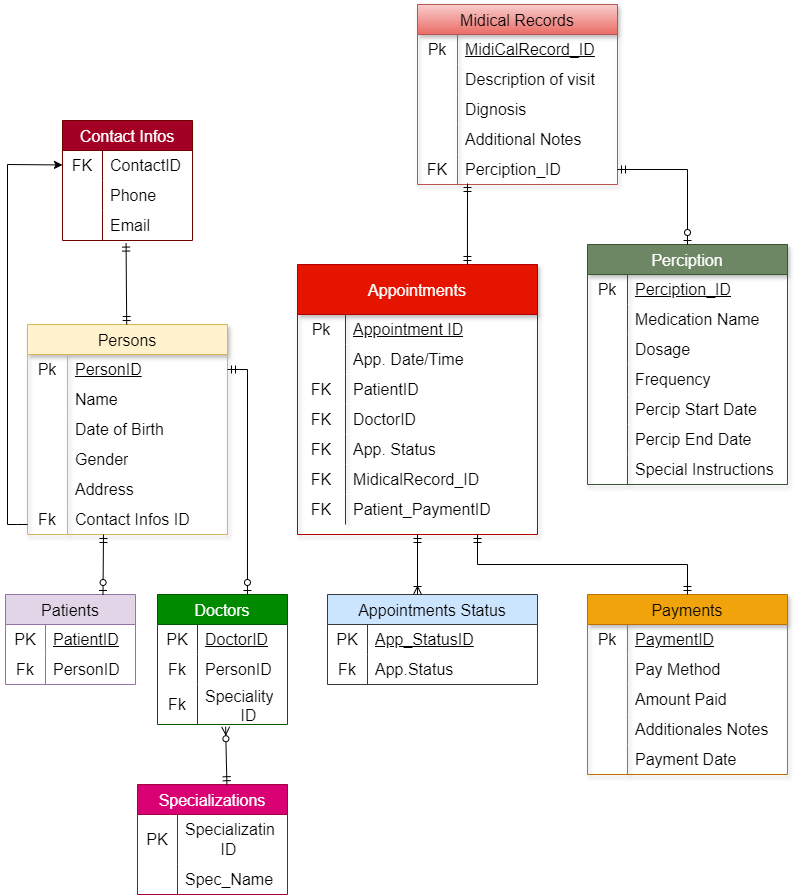 Midical Records
Pk MidiCalRecord_ID
Description of visit
Dignosis
Additional Notes
FK Perciption_ID
Contact Infos
FK ContactID
Phone
Email
Perciption
Pk Perciption_ID
Medication Name
Dosage
Frequency
Percip Start Date
Percip End Date
Special Instructions
Appointments
Pk Appointment ID
App. Date/Time
FK PatientID
FK DoctorID
FK App. Status
FK MidicalRecord_ID
FK Patient_PaymentID
Persons
Pk PersonID
Name
Date of Birth
Gender
Address
Fk Contact Infos ID
Patients
PK PatientID
Fk PersonID
Doctors
PK DoctorID
Fk PersonID
Fk Speciality
ID
Appointments Status
PK App_StatusID
Fk App.Status
Payments
Pk PaymentID
Pay Method
Amount Paid
Additionales Notes
Payment Date
Specializations
PK Specializatin
ID
Spec_Name